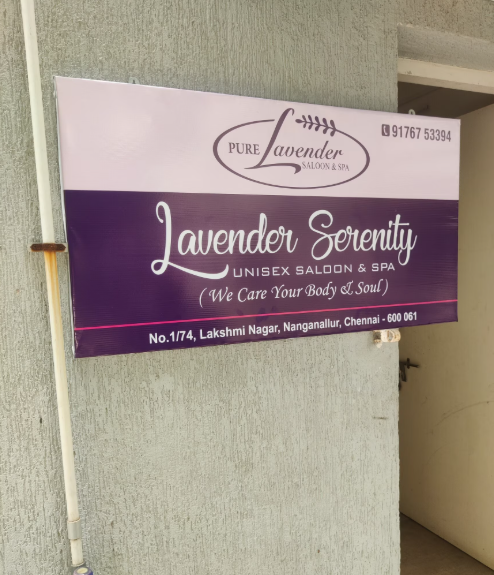 PURE Lavender
SALOON & SPA
91767 53394
Lavender Serenity
UNISEX SALOON & SPA
(We Care Your Body & Soul)
No.1/74, Lakshmi Nagar, Nanganallur, Chennai - 600 061